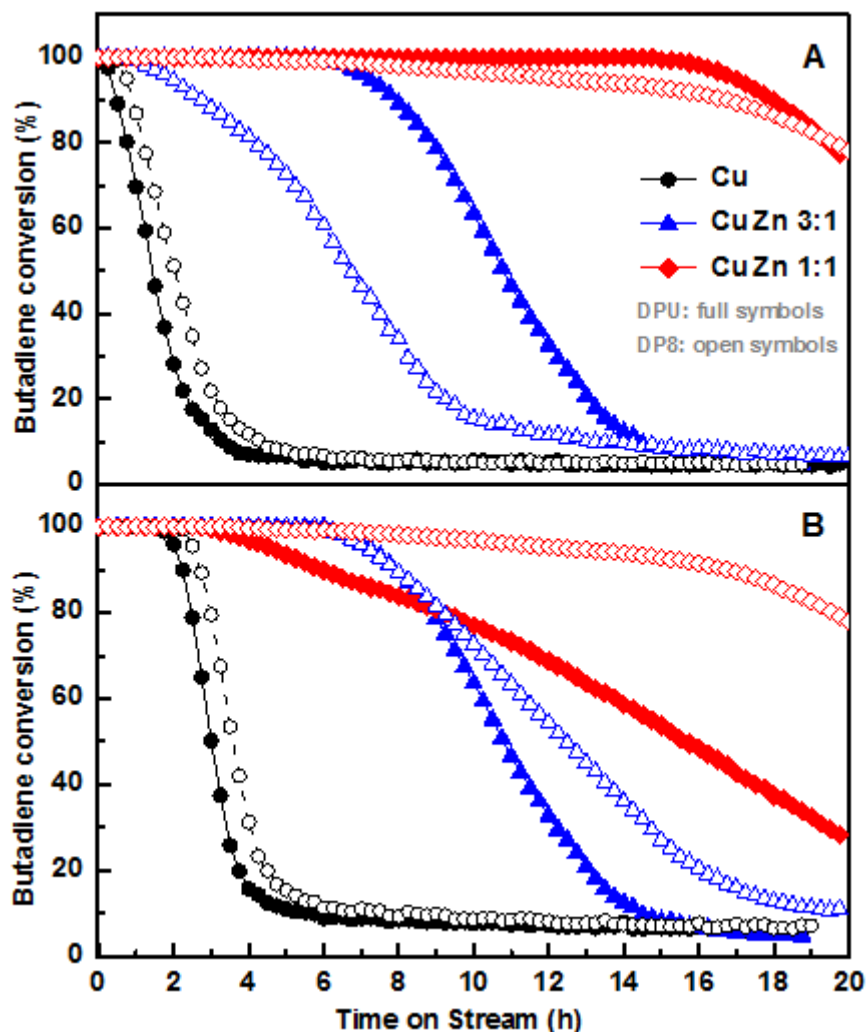 100
80
60
40
20
0
Butadiene conversion (%)
A
Cu
CuZn 3:1
CuZn 1:1
DPU: full symbols
DP8: open symbols
100
80
60
40
20
0
Butadiene conversion (%)
B
0 2 4 6 8 10 12 14 16 18 20
Time on Stream (h)